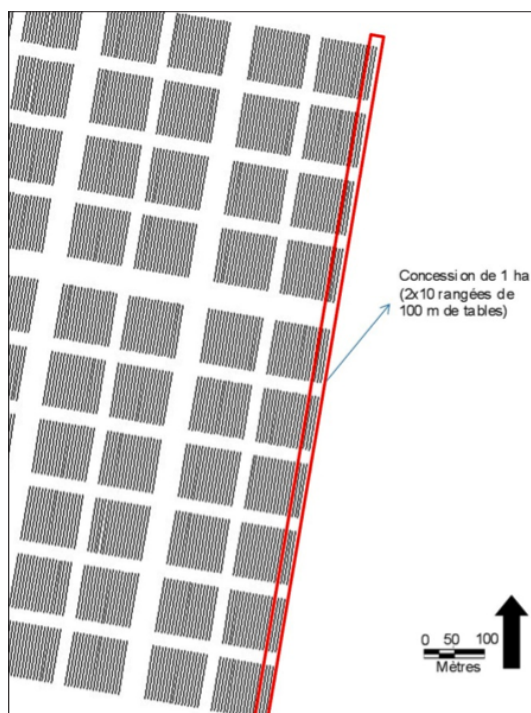 Concession de 1 ha
(2x10 rangées de
100 m de tables)
0 50 100
Mètres